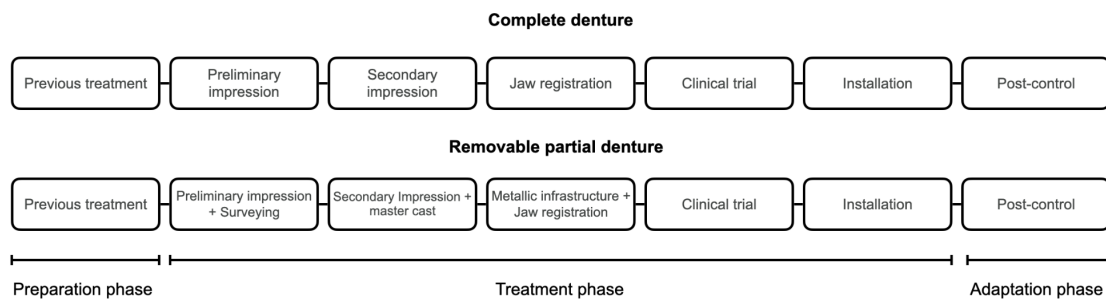 Complete denture
Previous treatment
Preliminary
impression
Secondary
impression
Jaw registration
Clinical trial
Installation
Post-control
Removable partial denture
Previous treatment
Preliminary impression
+ Surveying
Secondary Impression +
master cast
Metallic infrastructure +
Jaw registration
Clinical trial
Installation
Post-control
Preparation phase
Treatment phase
Adaptation phase